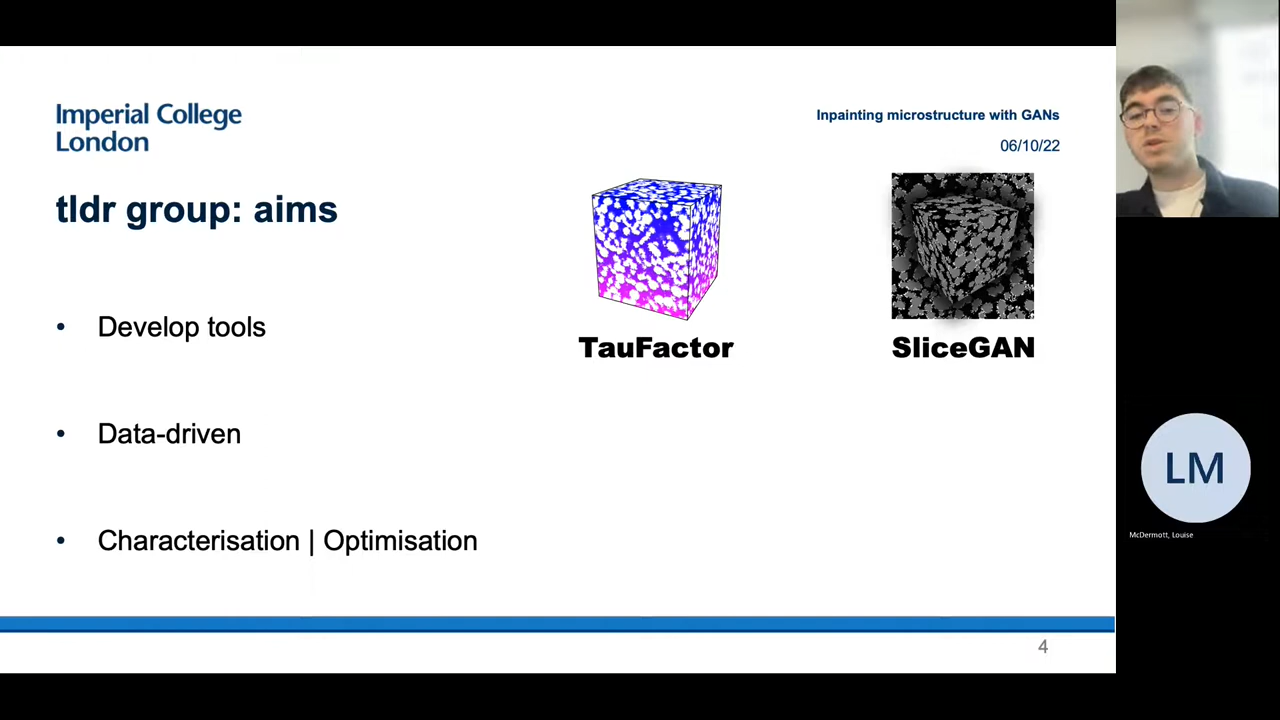 Imperial College
London
Inpainting microstructure with GANs
06/10/22
tldr group: aims
TauFactor
SliceGAN
• Develop tools
• Data-driven
• Characterisation | Optimisation
4
LM
McDermott, Louise